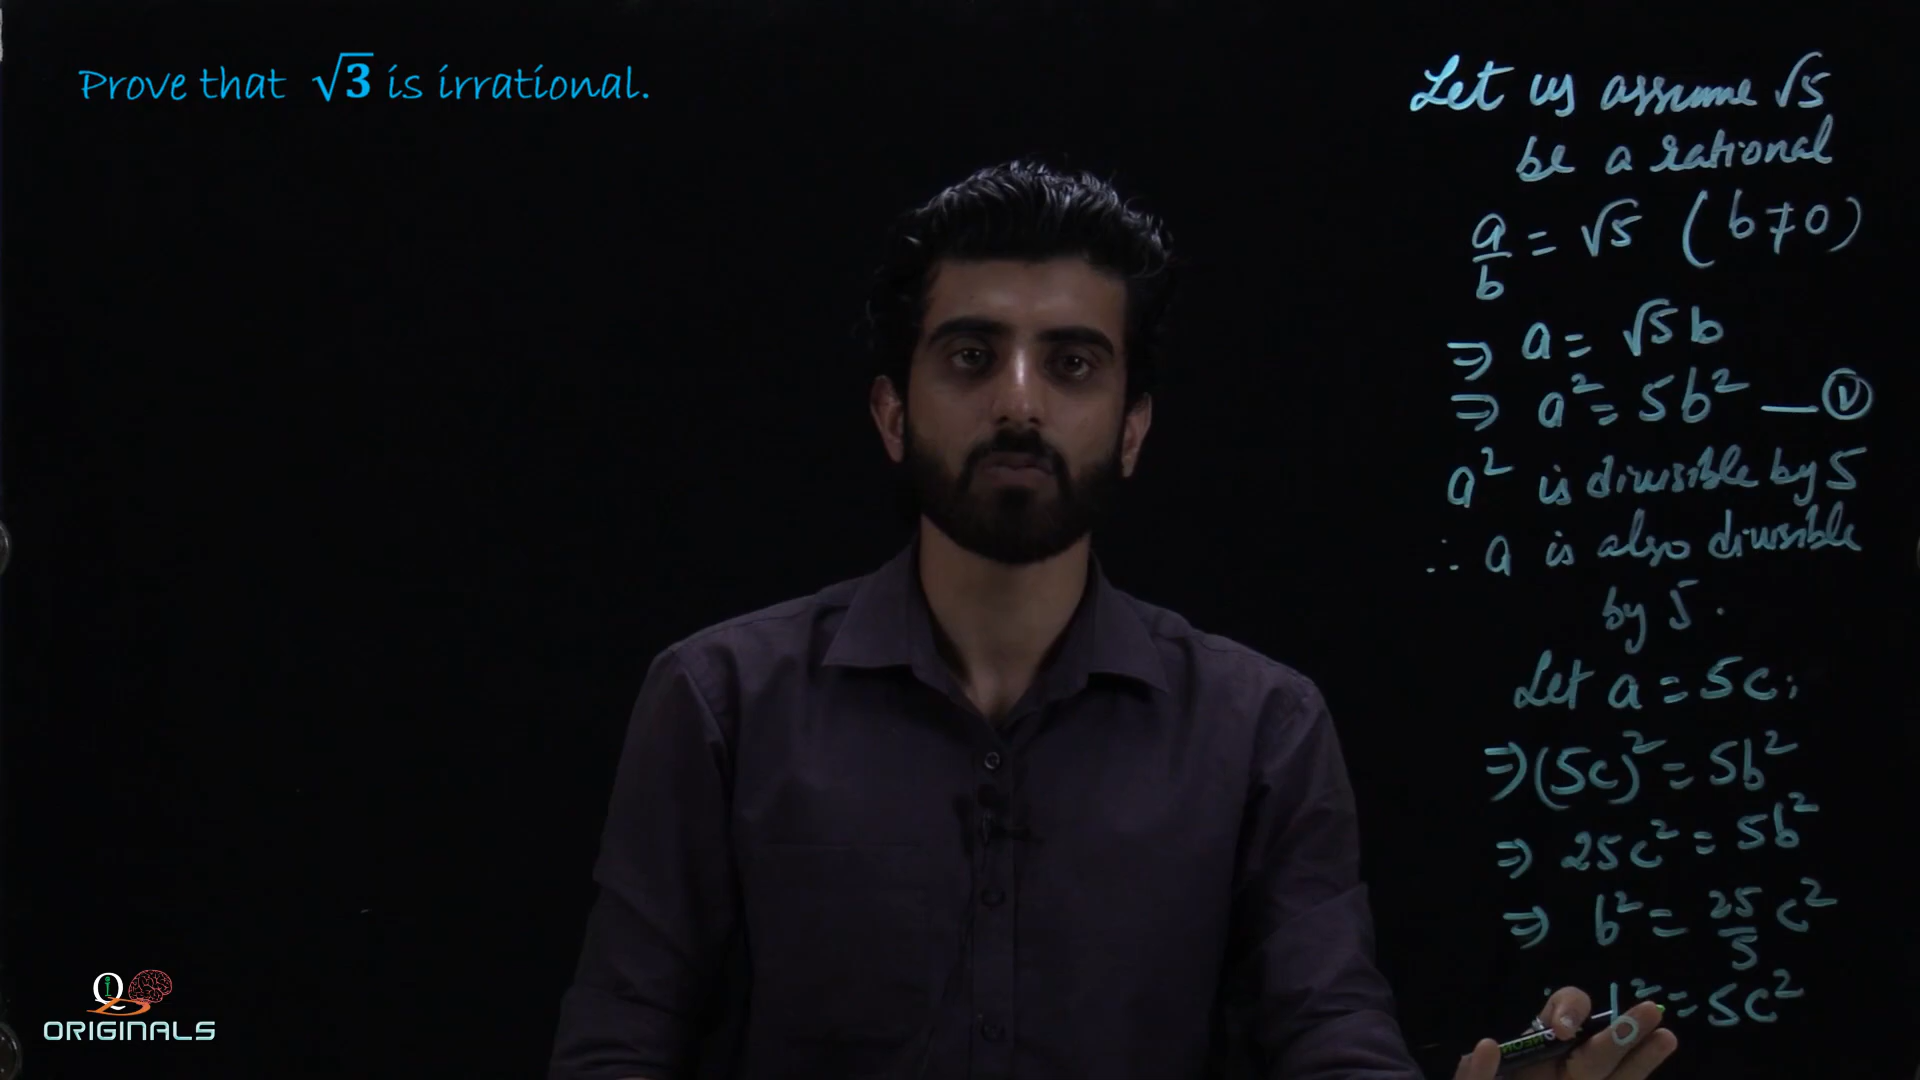 Prove that √3 is irrational.
Let us assume √5
be a rational
a/b = √5 (b≠0)
⇒ a = √5 b
⇒ a² = 5b² — ①
a² is divisible by 5
∴ a is also divisible
by 5.
Let a = 5c;
⇒ (5c)² = 5b²
⇒ 25c² = 5b²
⇒ b² = 25/5 c²
b² = 5c²
ORIGINALS